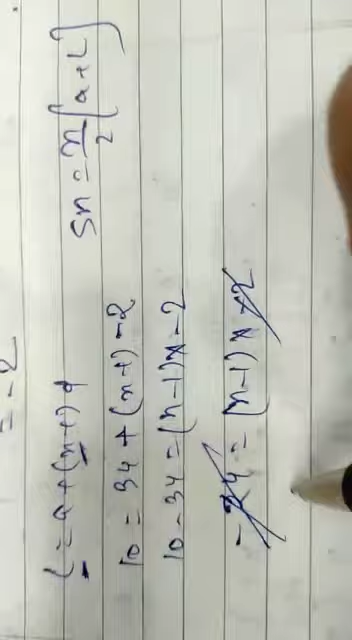 = -2
l = a + (n-1) d    Sn = n/2 [a+L]
10 = 34 + (n-1) -2
10 - 34 = (n-1) x - 2
-24 = (n-1) x -2